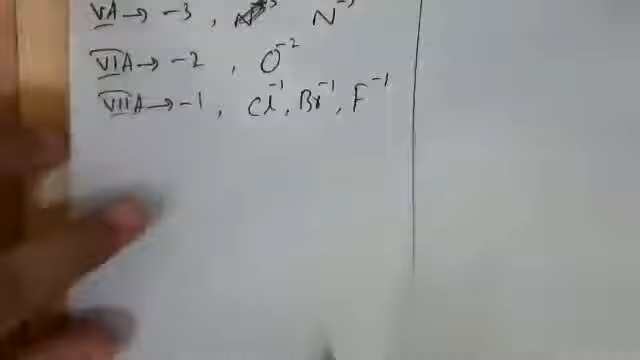 VA → -3 , N⁻³
VIA → -2 , O⁻²
VIIA → -1 , Cl⁻¹, Br⁻¹, F⁻¹